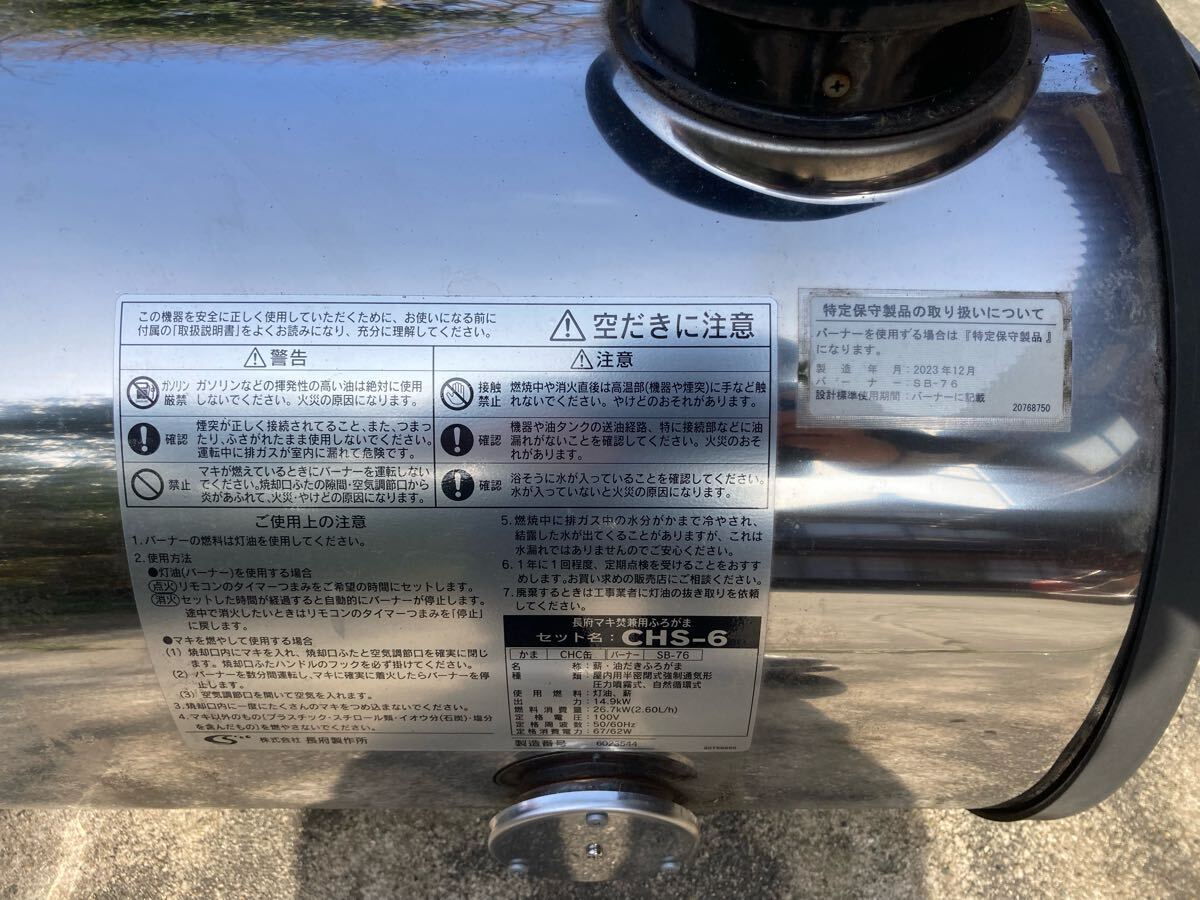 この機器を安全に正しく使用していただくために、お使いになる前に
付属の「取扱説明書」をよくお読みになり、充分に理解してください。
⚠空だきに注意
⚠警告
ガソリン
厳禁
ガソリンなどの揮発性の高い油は絶対に使用
しないでください。火災の原因になります。
確認
煙突が正しく接続されてること、また、つまっ
たり、ふさがれたまま使用しないでください。
運転中に排ガスが室内に漏れて危険です。
禁止
マキが燃えているときにバーナーを運転しない
でください。焼却口ふたの隙間・空気調節口から
炎があふれて、火災・やけどの原因になります。
⚠注意
接触
禁止
燃焼中や消火直後は高温部(機器や煙突)に手など触
れないでください。やけどのおそれがあります。
確認
機器や油タンクの送油経路、特に接続部などに油
漏れがないことを確認してください。火災のおそ
れがあります。
確認
浴そうに水が入っていることを確認してください。
水が入っていないと火災の原因になります。
ご使用上の注意
1.バーナーの燃料は灯油を使用してください。
2.使用方法
●灯油(バーナー)を使用する場合
点火 リモコンのタイマーつまみをご希望の時間にセットします。
消火 セットした時間が経過すると自動的にバーナーが停止します。
途中で消火したいときはリモコンのタイマーつまみを「停止」
に戻します。
●マキを燃やして使用する場合
(1) 焼却口内にマキを入れ、焼却口ふたと空気調節口を確実に閉じ
ます。焼却口ふたハンドルのフックを必ず掛けてください。
(2) バーナーを数分間運転し、マキに確実に着火したらバーナーを停
止します。
(3) 空気調節口を開いて空気を入れます。
3.焼却口内に一度にたくさんのマキをつめ込まないでください。
4.マキ以外のもの(プラスチック・スチロール類・イオウ分(石炭)・塩分
を含んだもの)を燃やさないでください。
株式会社 長府製作所
5.燃焼中に排ガス中の水分がかまで冷やされ、
結露した水が出てくることがありますが、これは
水漏れではありませんのでご安心ください。
6.1年に1回程度、定期点検を受けることをおすす
めします。お買い求めの販売店にご相談ください。
7.廃棄するときは工事業者に灯油の抜き取りを依頼
してください。
長府マキ焚兼用ふろがま
セット名:CHS-6
かま CHC缶 バーナー SB-76
名称:薪・油だきふろがま
種類:屋内用半密閉式強制通気形
圧力噴霧式、自然循環式
使用燃料:灯油、薪
出力:14.9kW
燃料消費量:26.7kW(2.60L/h)
定格電圧:100V
定格周波数:50/60Hz
定格消費電力:67/62W
製造番号 6023544
特定保守製品の取り扱いについて
バーナーを使用する場合は『特定保守製品』
になります。
製造年月:2023年12月
バーナー:SB-76
設計標準使用期間:バーナーに記載
20768750